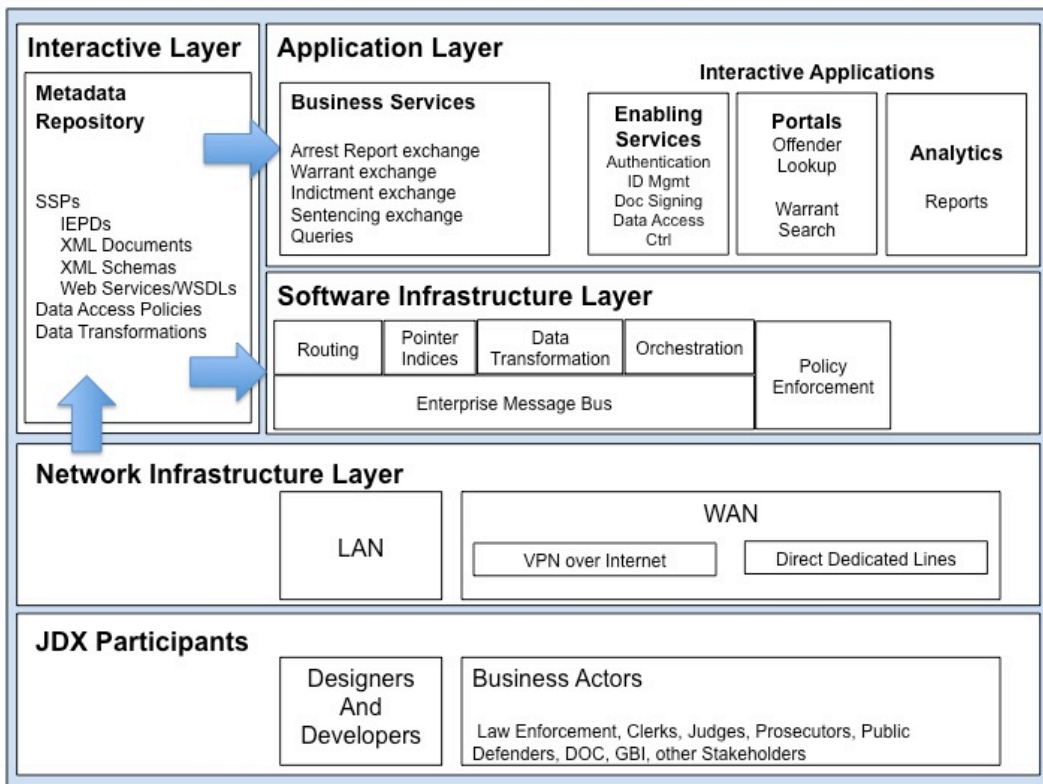 Interactive Layer
Metadata
Repository
SSPs
IEPDs
XML Documents
XML Schemas
Web Services/WSDLs
Data Access Policies
Data Transformations
Application Layer
Business Services
Arrest Report exchange
Warrant exchange
Indictment exchange
Sentencing exchange
Queries
Interactive Applications
Enabling
Services
Authentication
ID Mgmt
Doc Signing
Data Access
Ctrl
Portals
Offender
Lookup
Warrant
Search
Analytics
Reports
Software Infrastructure Layer
Routing
Pointer
Indices
Data
Transformation
Orchestration
Policy
Enforcement
Enterprise Message Bus
Network Infrastructure Layer
LAN
WAN
VPN over Internet
Direct Dedicated Lines
JDX Participants
Designers
And
Developers
Business Actors
Law Enforcement, Clerks, Judges, Prosecutors, Public
Defenders, DOC, GBI, other Stakeholders